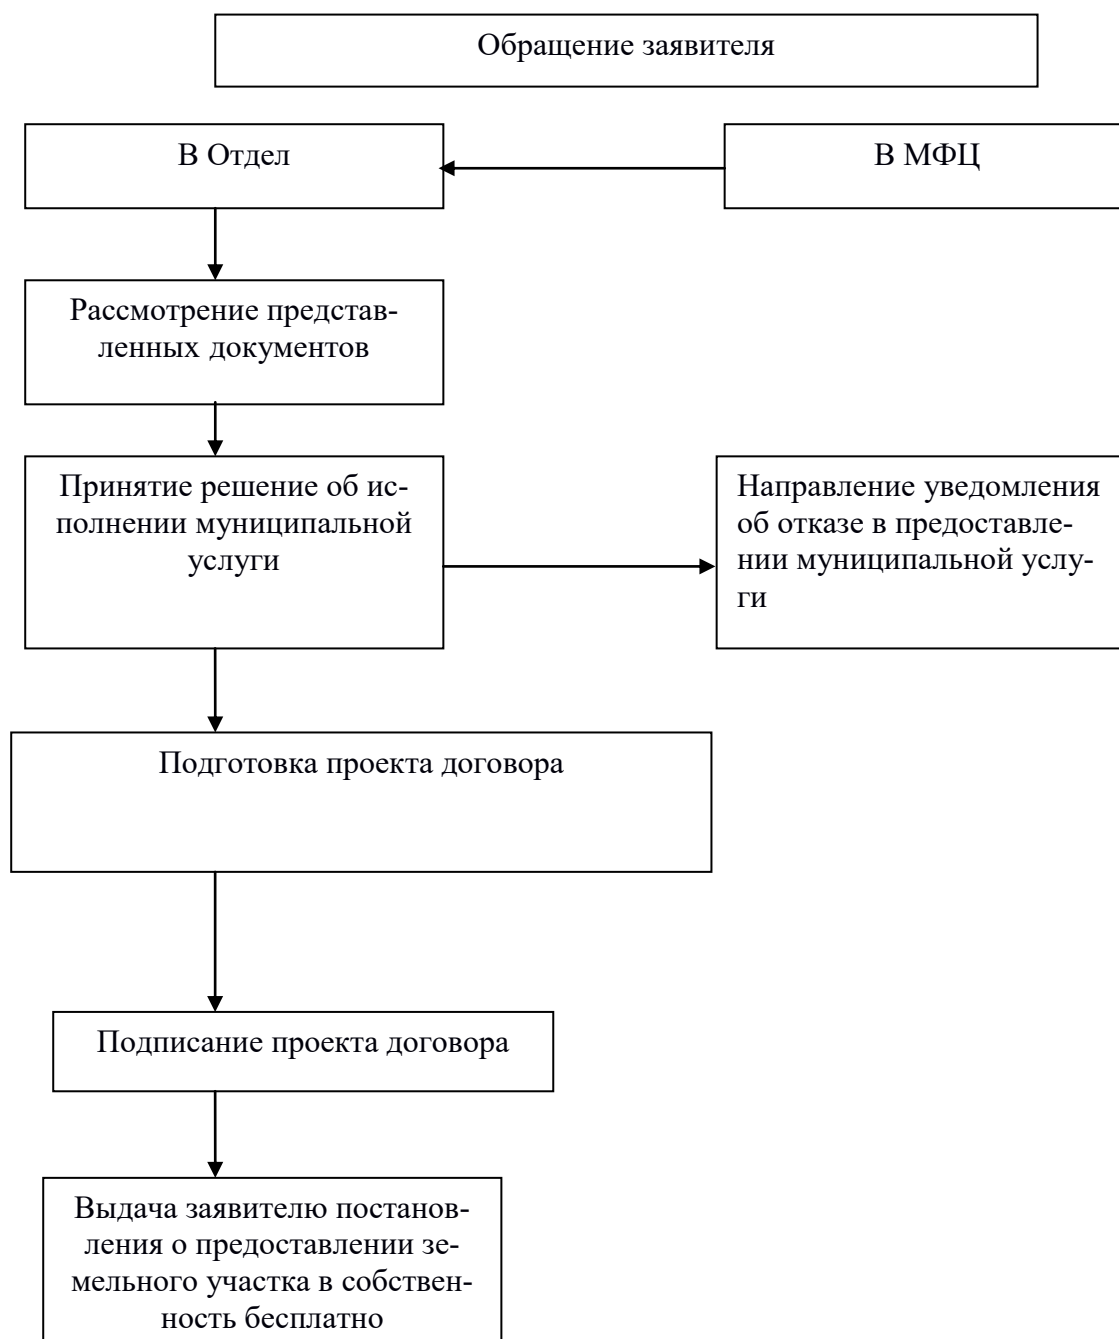 Обращение заявителя
В Отдел
В МФЦ
Рассмотрение представ-
ленных документов
Принятие решение об ис-
полнении муниципальной
услуги
Направление уведомления
об отказе в предоставле-
нии муниципальной услу-
ги
Подготовка проекта договора
Подписание проекта договора
Выдача заявителю постанов-
ления о предоставлении зе-
мельного участка в собствен-
ность бесплатно